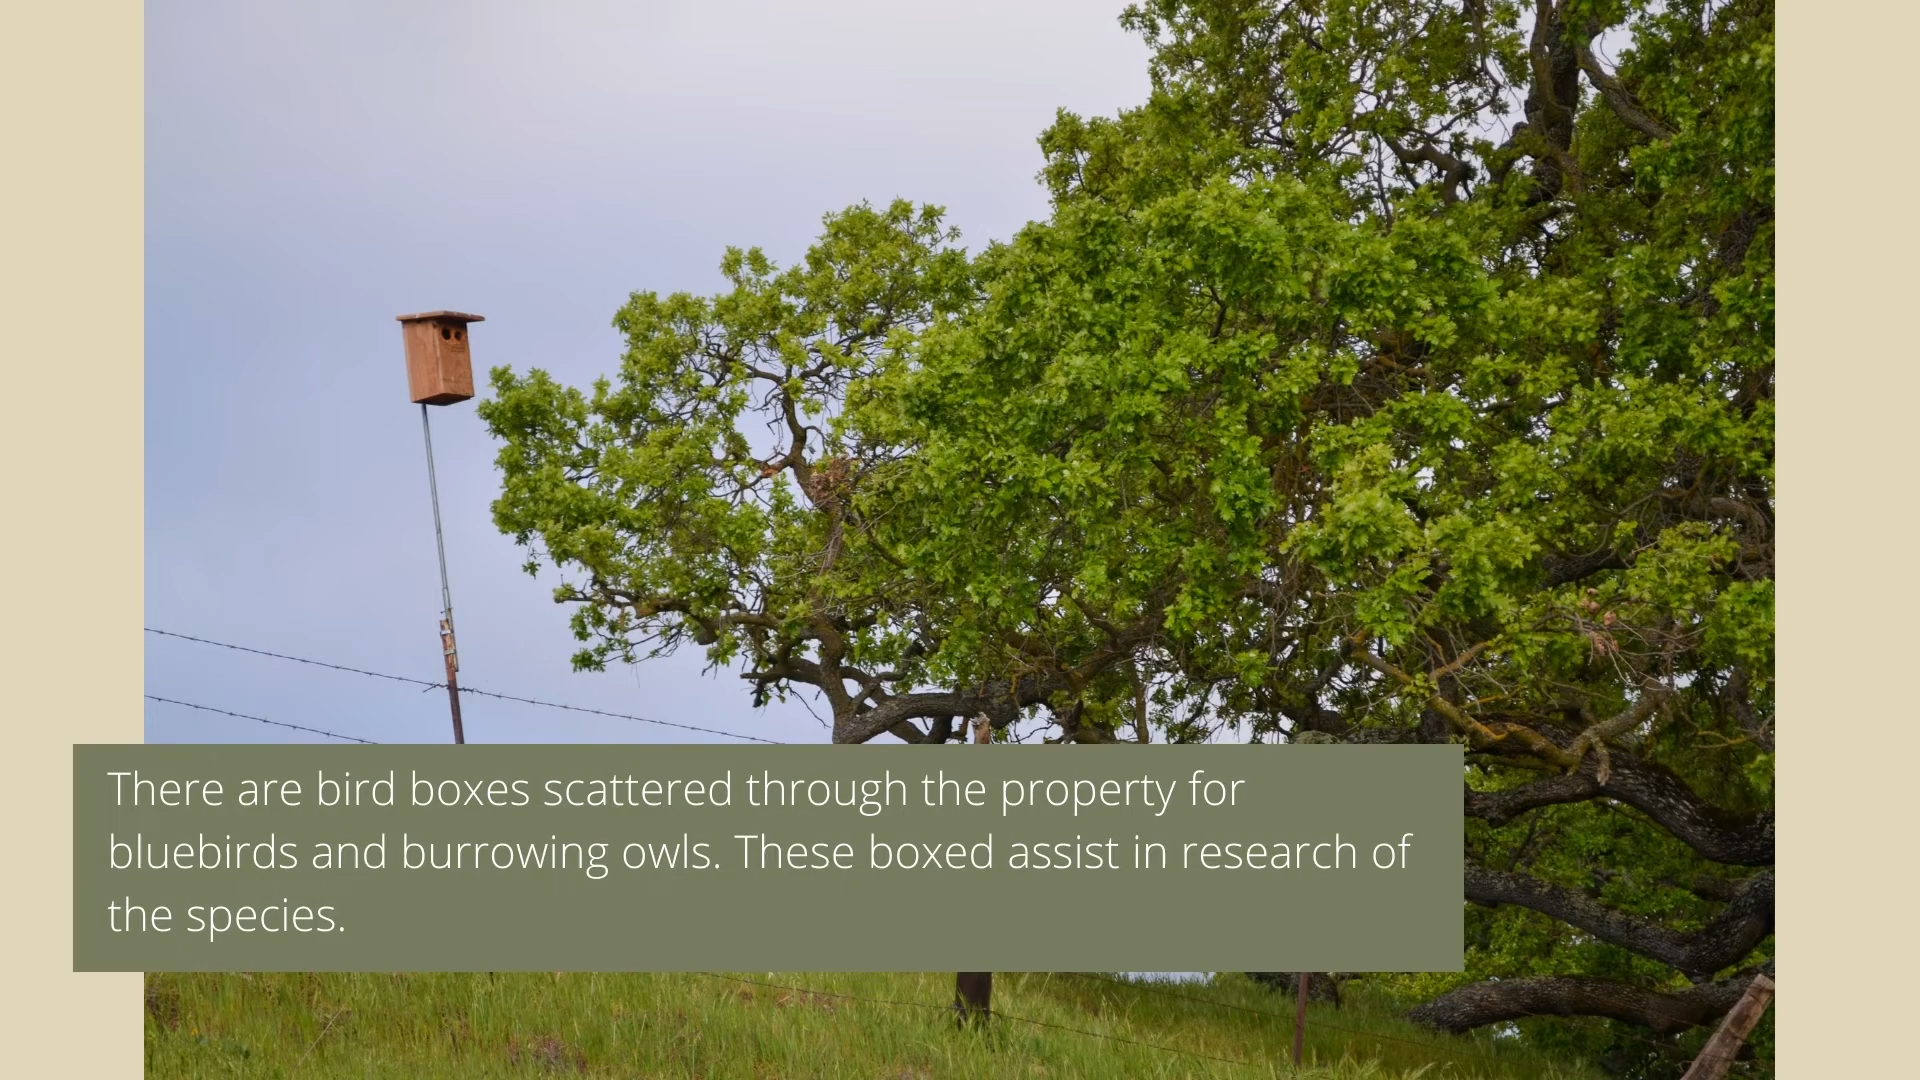 There are bird boxes scattered through the property for
bluebirds and burrowing owls. These boxed assist in research of
the species.